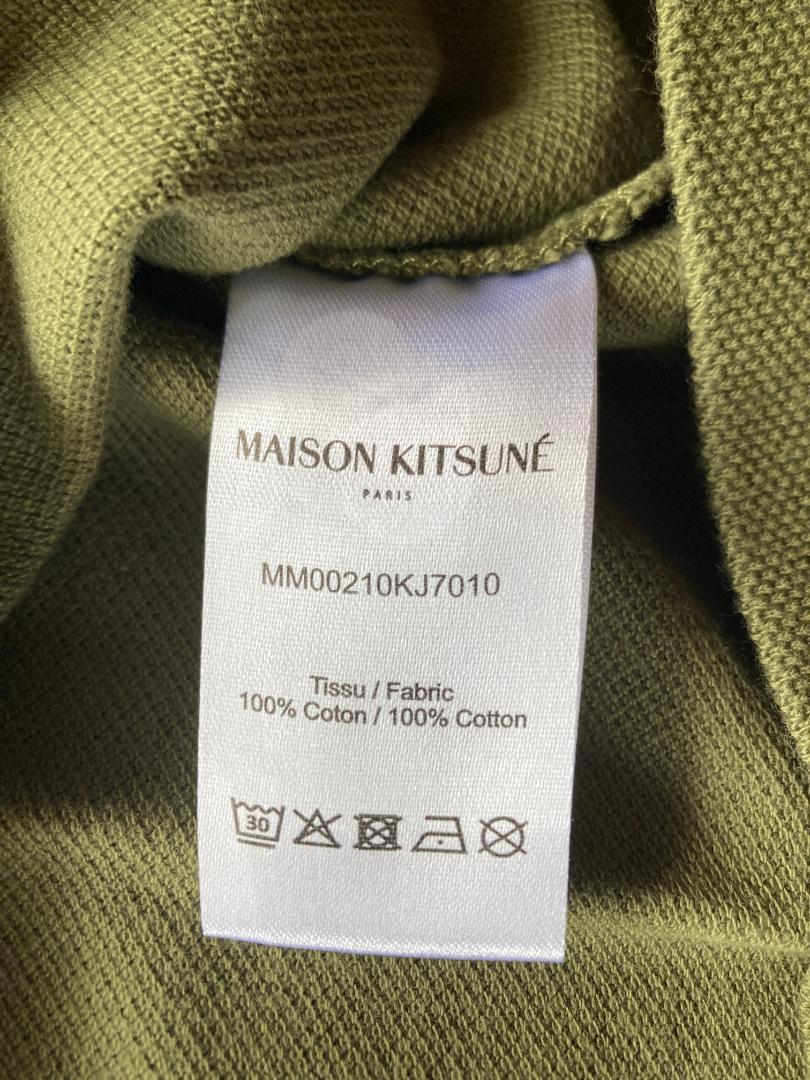 MAISON KITSUNÉ
PARIS
MM00210KJ7010
Tissu / Fabric
100% Coton / 100% Cotton
30